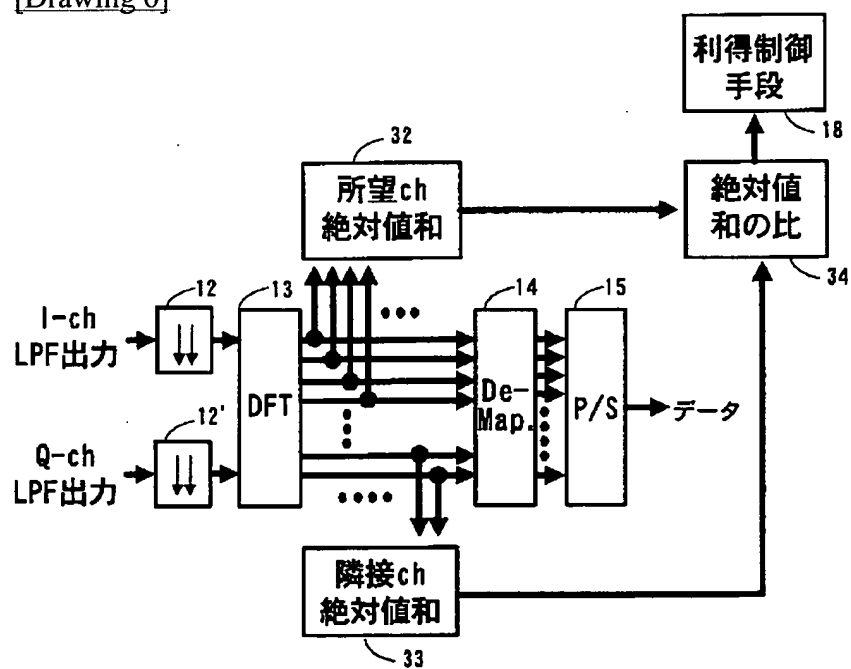 [Drawing 6]
利得制御
手段
18
32
所望ch
絶対値和
絶対値
和の比
34
12
13
14
15
I-ch
LPF出力
DFT
De-
Map.
P/S
データ
12'
Q-ch
LPF出力
隣接ch
絶対値和
33